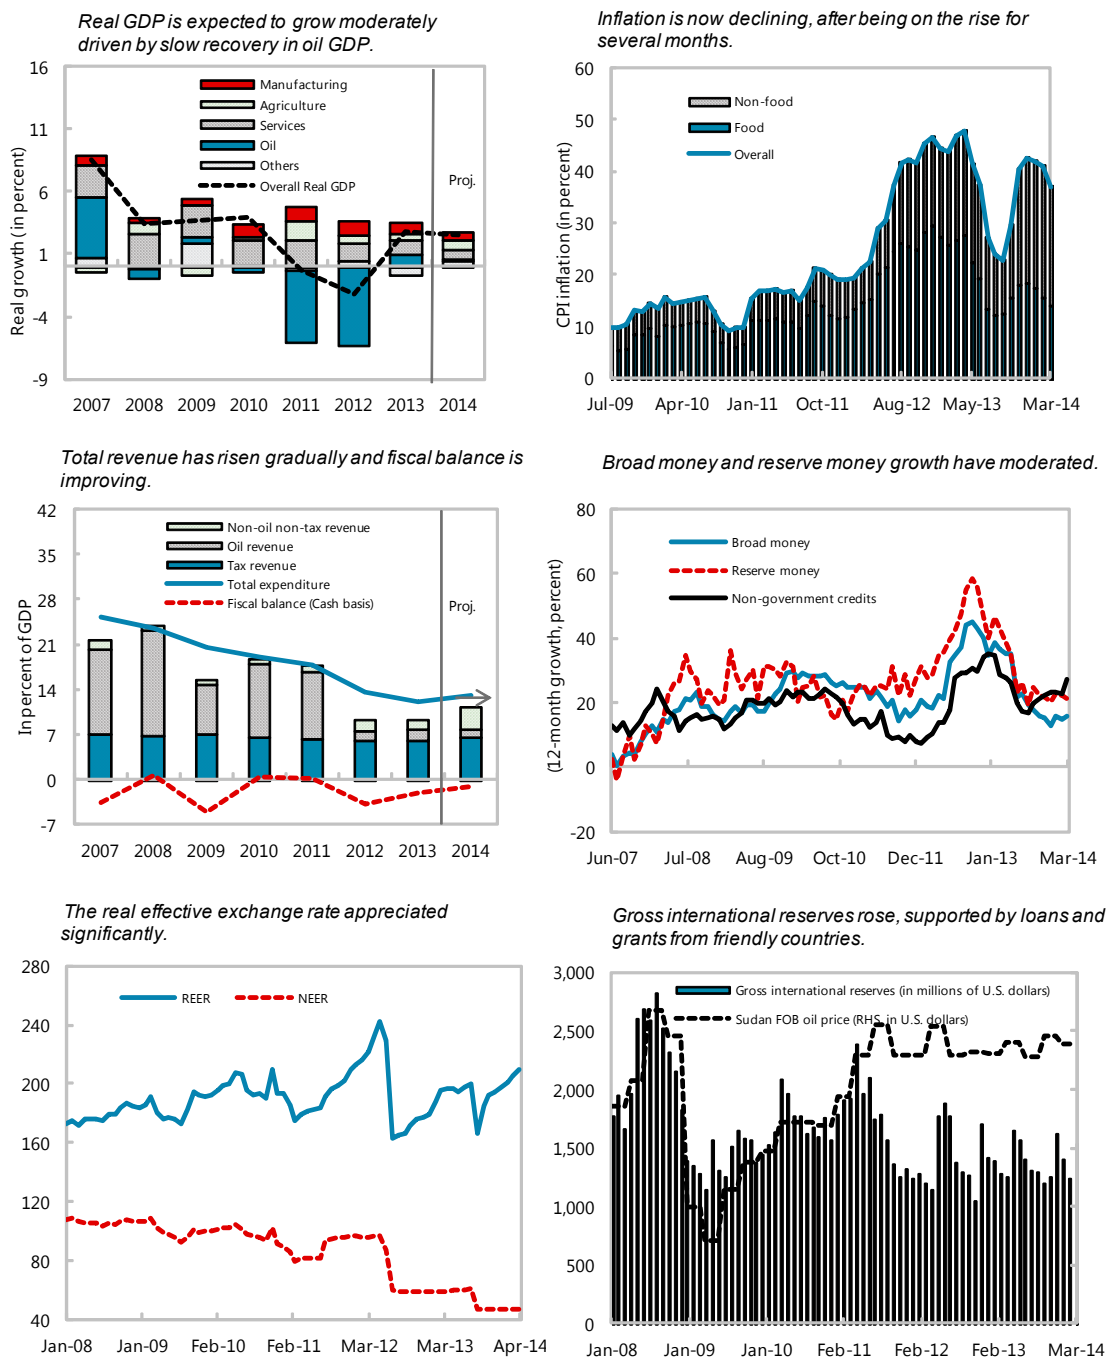 Real GDP is expected to grow moderately
driven by slow recovery in oil GDP.
16
11
6
1
-4
-9
Real growth (in percent)
Manufacturing
Agriculture
Services
Oil
Others
Overall Real GDP
Proj.
2007 2008 2009 2010 2011 2012 2013 2014
Inflation is now declining, after being on the rise for
several months.
60
50
40
30
20
10
0
CPI inflation (in percent)
Non-food
Food
Overall
Jul-09 Apr-10 Jan-11 Oct-11 Aug-12 May-13 Mar-14
Total revenue has risen gradually and fiscal balance is
improving.
42
35
28
21
14
7
0
-7
In percent of GDP
Non-oil non-tax revenue
Oil revenue
Tax revenue
Total expenditure
Fiscal balance (Cash basis)
Proj.
2007 2008 2009 2010 2011 2012 2013 2014
Broad money and reserve money growth have moderated.
80
60
40
20
0
-20
(12-month growth, percent)
Broad money
Reserve money
Non-government credits
Jun-07 Jul-08 Aug-09 Oct-10 Dec-11 Jan-13 Mar-14
The real effective exchange rate appreciated
significantly.
280
240
200
160
120
80
40
REER NEER
Jan-08 Jan-09 Feb-10 Feb-11 Mar-12 Mar-13 Apr-14
Gross international reserves rose, supported by loans and
grants from friendly countries.
3,000
2,500
2,000
1,500
1,000
500
0
Gross international reserves (in millions of U.S. dollars)
Sudan FOB oil price (RHS, in U.S. dollars)
Jan-08 Jan-09 Jan-10 Feb-11 Feb-12 Feb-13 Mar-14